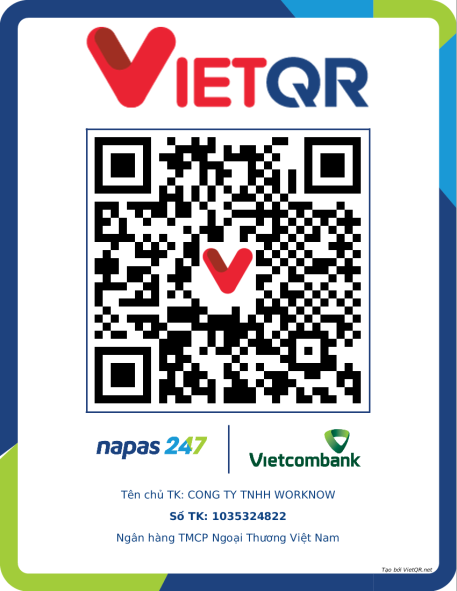 VIETQR
napas 247
Vietcombank
Tên chủ TK: CONG TY TNHH WORKNOW
Số TK: 1035324822
Ngân hàng TMCP Ngoại Thương Việt Nam
Tạo bởi VietQR.net